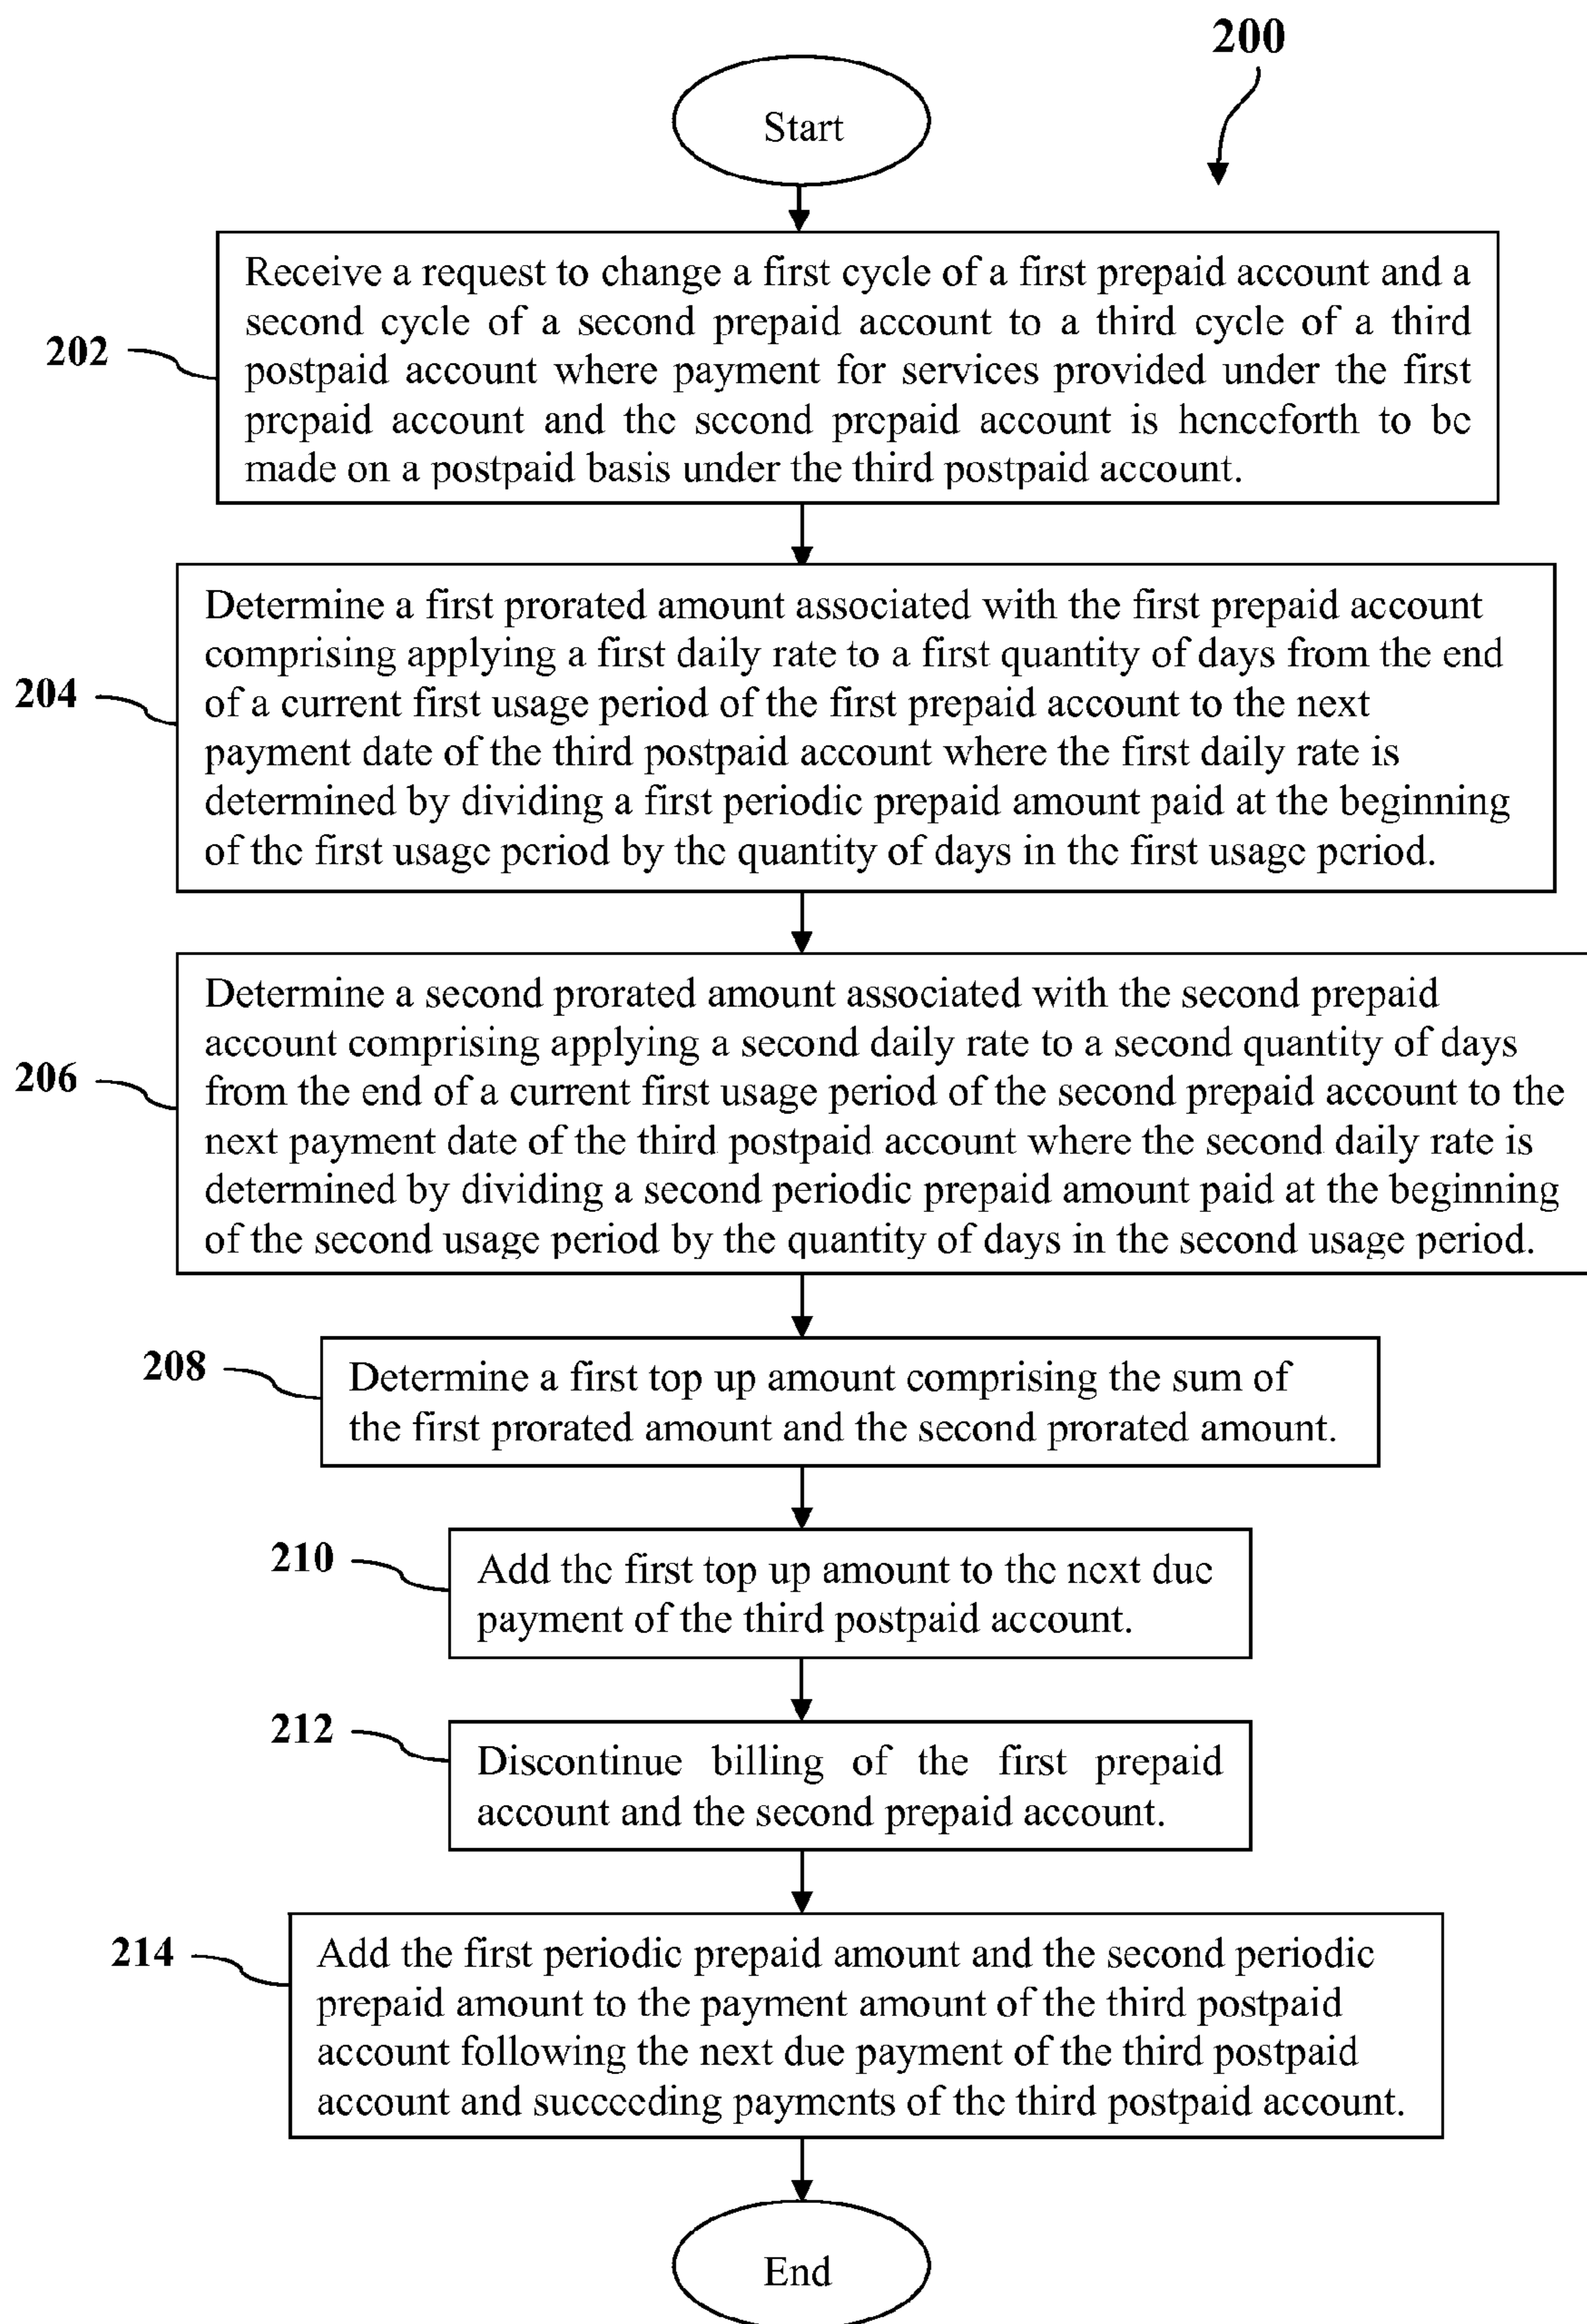 200
Start
202
Receive a request to change a first cycle of a first prepaid account and a
second cycle of a second prepaid account to a third cycle of a third
postpaid account where payment for services provided under the first
prepaid account and the second prepaid account is henceforth to be
made on a postpaid basis under the third postpaid account.
204
Determine a first prorated amount associated with the first prepaid account
comprising applying a first daily rate to a first quantity of days from the end
of a current first usage period of the first prepaid account to the next
payment date of the third postpaid account where the first daily rate is
determined by dividing a first periodic prepaid amount paid at the beginning
of the first usage period by the quantity of days in the first usage period.
206
Determine a second prorated amount associated with the second prepaid
account comprising applying a second daily rate to a second quantity of days
from the end of a current first usage period of the second prepaid account to the
next payment date of the third postpaid account where the second daily rate is
determined by dividing a second periodic prepaid amount paid at the beginning
of the second usage period by the quantity of days in the second usage period.
208
Determine a first top up amount comprising the sum of
the first prorated amount and the second prorated amount.
210
Add the first top up amount to the next due
payment of the third postpaid account.
212
Discontinue billing of the first prepaid
account and the second prepaid account.
214
Add the first periodic prepaid amount and the second periodic
prepaid amount to the payment amount of the third postpaid
account following the next due payment of the third postpaid
account and succeeding payments of the third postpaid account.
End